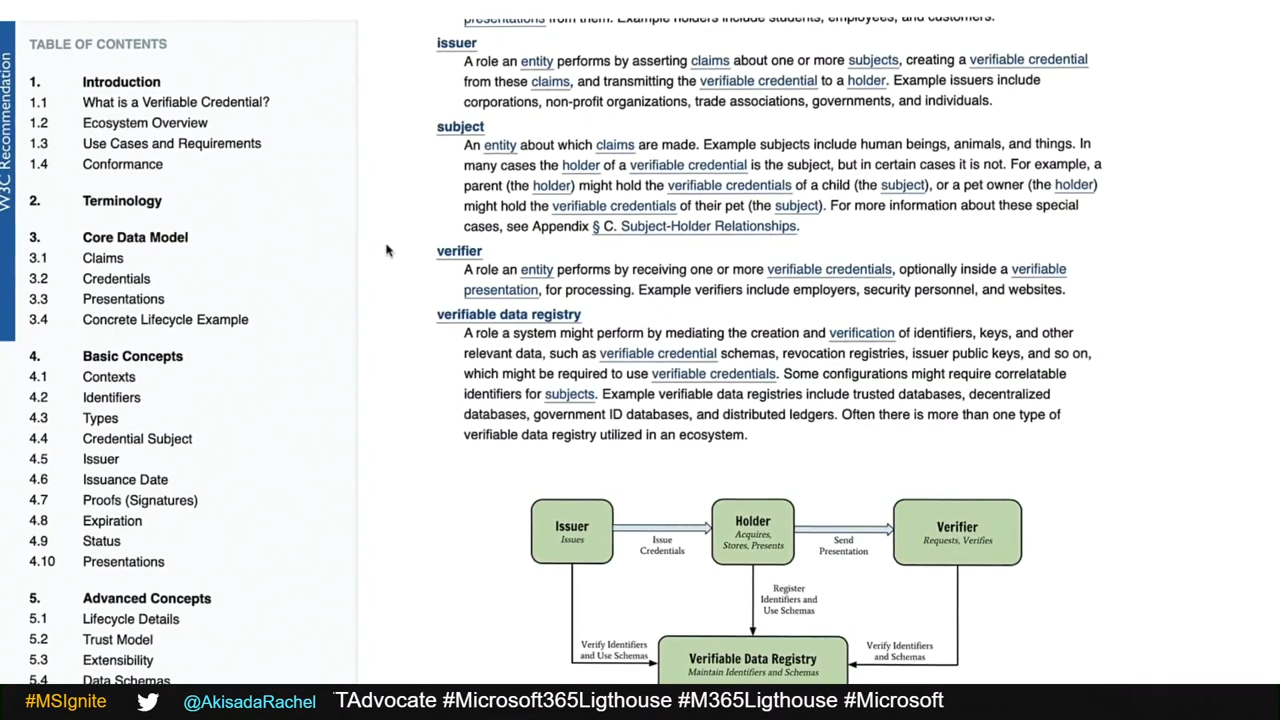 W3C Recommendation
TABLE OF CONTENTS
1. Introduction
1.1 What is a Verifiable Credential?
1.2 Ecosystem Overview
1.3 Use Cases and Requirements
1.4 Conformance
2. Terminology
3. Core Data Model
3.1 Claims
3.2 Credentials
3.3 Presentations
3.4 Concrete Lifecycle Example
4. Basic Concepts
4.1 Contexts
4.2 Identifiers
4.3 Types
4.4 Credential Subject
4.5 Issuer
4.6 Issuance Date
4.7 Proofs (Signatures)
4.8 Expiration
4.9 Status
4.10 Presentations
5. Advanced Concepts
5.1 Lifecycle Details
5.2 Trust Model
5.3 Extensibility
5.4 Data Schemas
presentations from them. Example holders include students, employees, and customers.
issuer
A role an entity performs by asserting claims about one or more subjects, creating a verifiable credential
from these claims, and transmitting the verifiable credential to a holder. Example issuers include
corporations, non-profit organizations, trade associations, governments, and individuals.
subject
An entity about which claims are made. Example subjects include human beings, animals, and things. In
many cases the holder of a verifiable credential is the subject, but in certain cases it is not. For example, a
parent (the holder) might hold the verifiable credentials of a child (the subject), or a pet owner (the holder)
might hold the verifiable credentials of their pet (the subject). For more information about these special
cases, see Appendix § C. Subject-Holder Relationships.
verifier
A role an entity performs by receiving one or more verifiable credentials, optionally inside a verifiable
presentation, for processing. Example verifiers include employers, security personnel, and websites.
verifiable data registry
A role a system might perform by mediating the creation and verification of identifiers, keys, and other
relevant data, such as verifiable credential schemas, revocation registries, issuer public keys, and so on,
which might be required to use verifiable credentials. Some configurations might require correlatable
identifiers for subjects. Example verifiable data registries include trusted databases, decentralized
databases, government ID databases, and distributed ledgers. Often there is more than one type of
verifiable data registry utilized in an ecosystem.
Issuer
Issues
Issue
Credentials
Holder
Acquires,
Stores, Presents
Send
Presentation
Verifier
Requests, Verifies
Register
Identifiers and
Use Schemas
Verify Identifiers
and Use Schemas
Verify Identifiers
and Schemas
Verifiable Data Registry
Maintain Identifiers and Schemas
#MSIgnite @AkisadaRachel TAdvocate #Microsoft365Ligthouse #M365Ligthouse #Microsoft